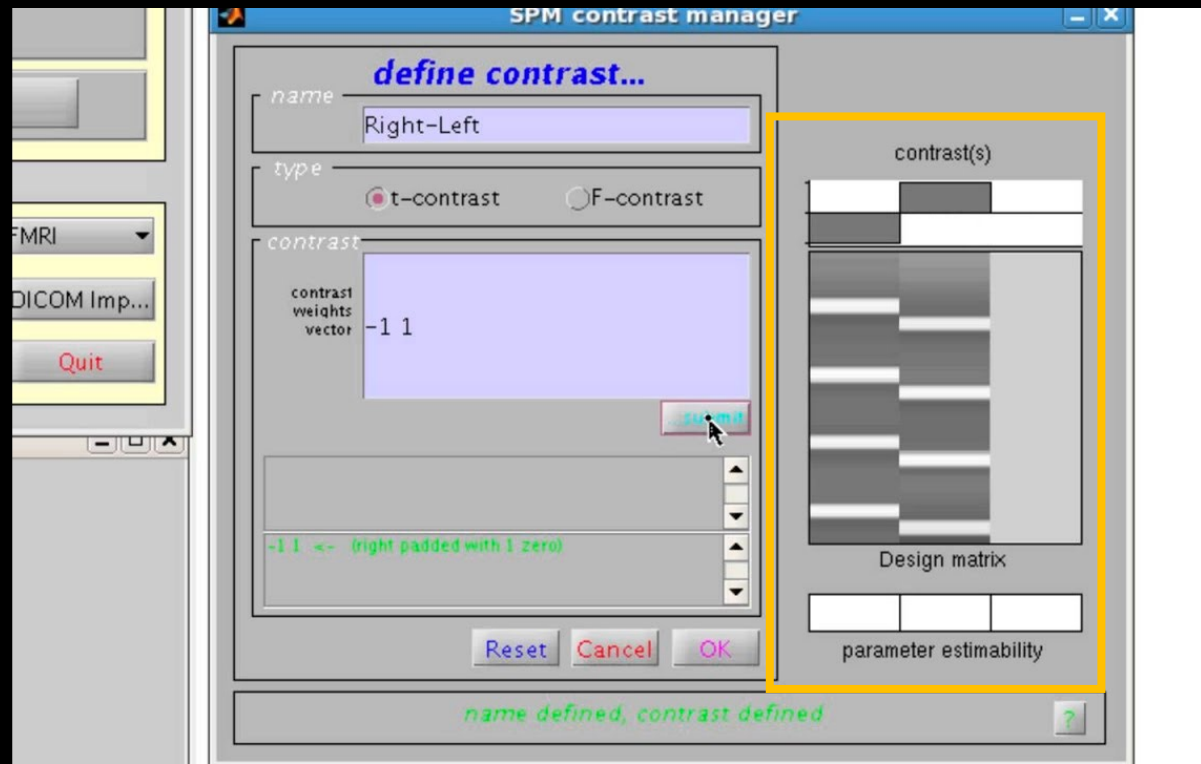 SPM contrast manager
define contrast...
name
Right-Left
type
t-contrast
F-contrast
contrast
contrast
weights
vector
-1 1
submit
-1 1 <- (right padded with 1 zero)
Reset
Cancel
OK
name defined, contrast defined
?
contrast(s)
Design matrix
parameter estimability
FMRI
DICOM Imp...
Quit